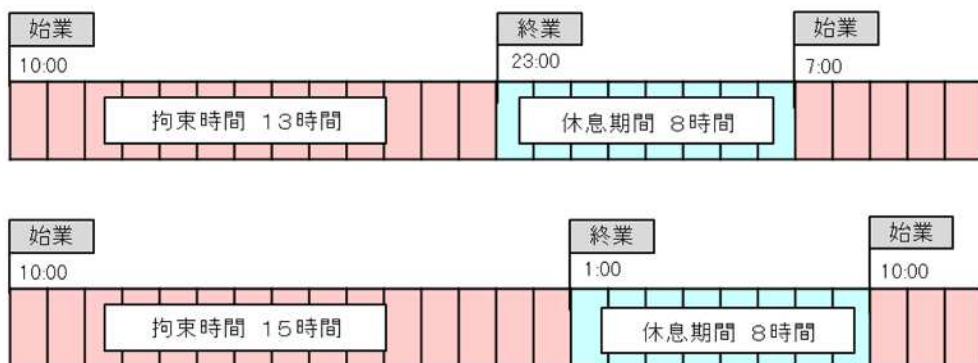 始業 終業 始業
10:00 23:00 7:00
拘束時間 13時間 休息期間 8時間
始業 終業 始業
10:00 1:00 10:00
拘束時間 15時間 休息期間 8時間